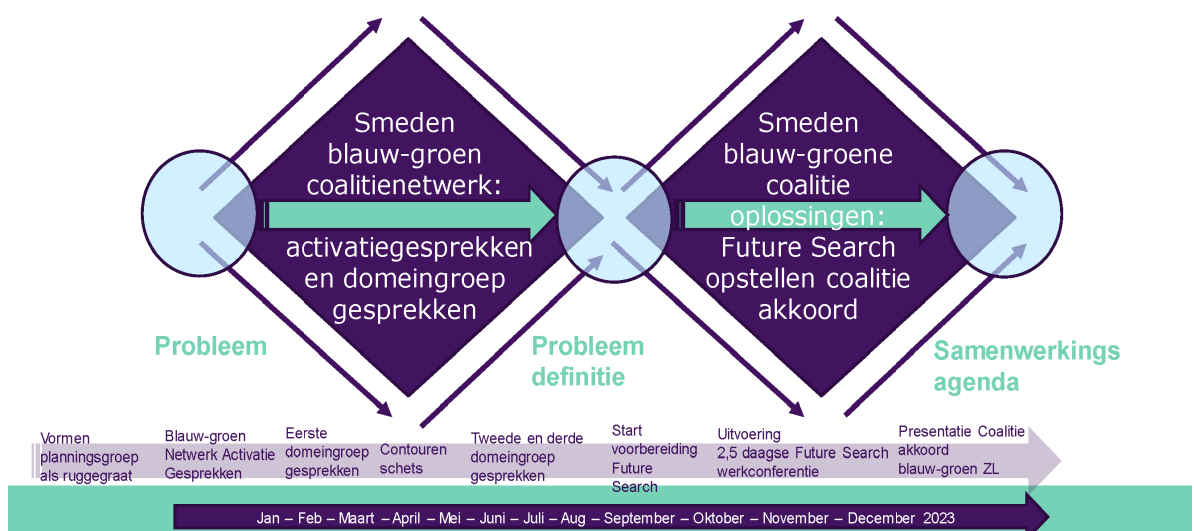 Smeden
blauw-groen
coalitienetwerk:
activatiegesprekken
en domeingroep
gesprekken
Smeden
blauw-groene
coalitie
oplossingen:
Future Search
opstellen coalitie
akkoord
Probleem
Probleem
definitie
Samenwerkings
agenda
Vormen
planningsgroep
als ruggegraat
Blauw-groen
Netwerk Activatie
Gesprekken
Eerste
domeingroep
gesprekken
Contouren
schets
Tweede en derde
domeingroep
gesprekken
Start
voorbereiding
Future
Search
Uitvoering
2,5 daagse Future Search
werkconferentie
Presentatie Coalitie
akkoord
blauw-groen ZL
Jan – Feb – Maart –April – Mei – Juni – Juli – Aug – September – Oktober – November – December 2023